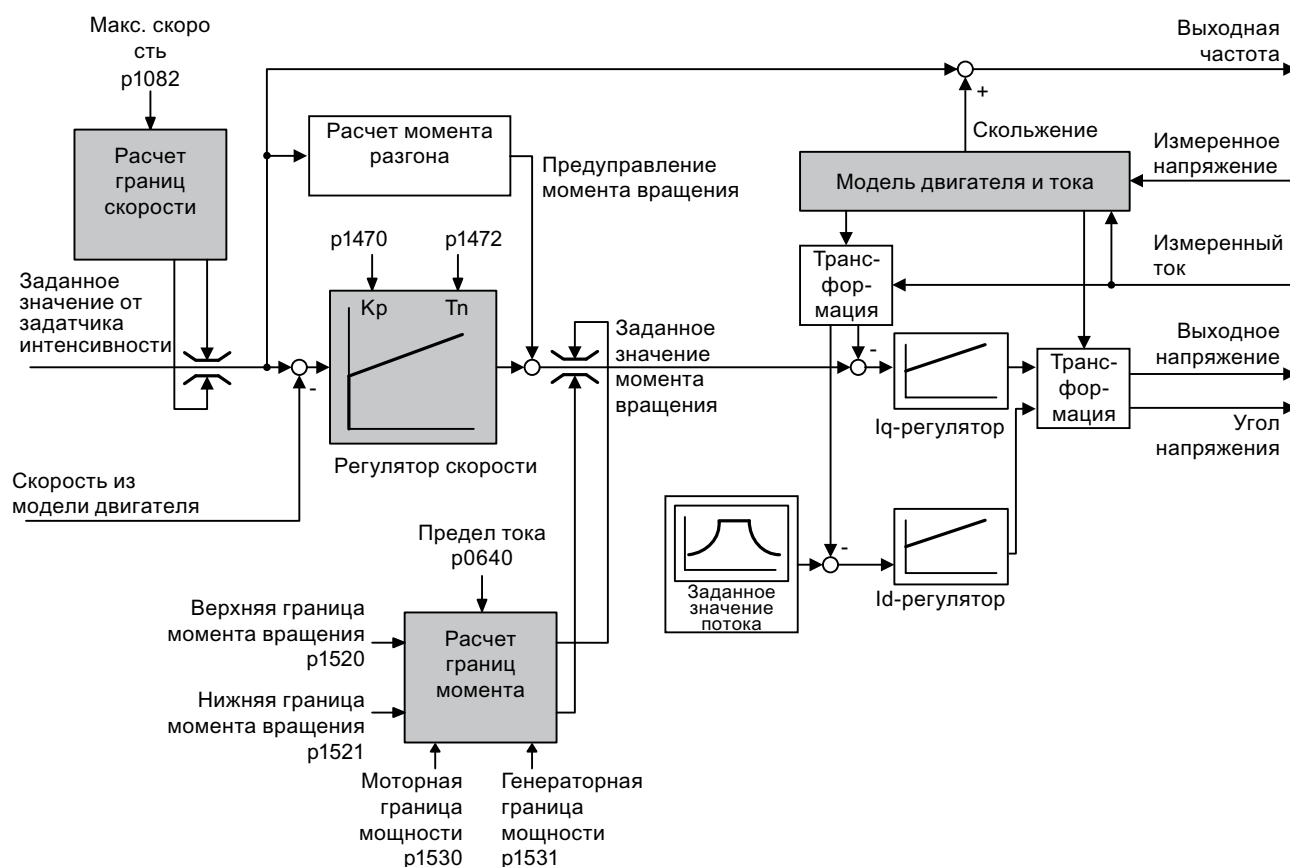 Макс. скоро
сть
p1082
Расчет
границ
скорости
Заданное
значение от
задатчика
интенсивности
Скорость из
модели двигателя
Расчет момента
разгона
Предуправление
момента вращения
p1470
p1472
Kp
Tn
-
Регулятор скорости
Заданное
значение
момента
вращения
Предел тока
p0640
Верхняя граница
момента вращения
p1520
Нижняя граница
момента вращения
p1521
Расчет
границ
момента
Моторная
граница
мощности
p1530
Генераторная
граница
мощности
p1531
Выходная
частота
+
Скольжение
Модель двигателя и тока
Измеренное
напряжение
Измеренный
ток
Транс-
фор-
мация
-
Iq-регулятор
Транс-
фор-
мация
Выходное
напряжение
Угол
напряжения
-
Id-регулятор
Заданное
значение
потока